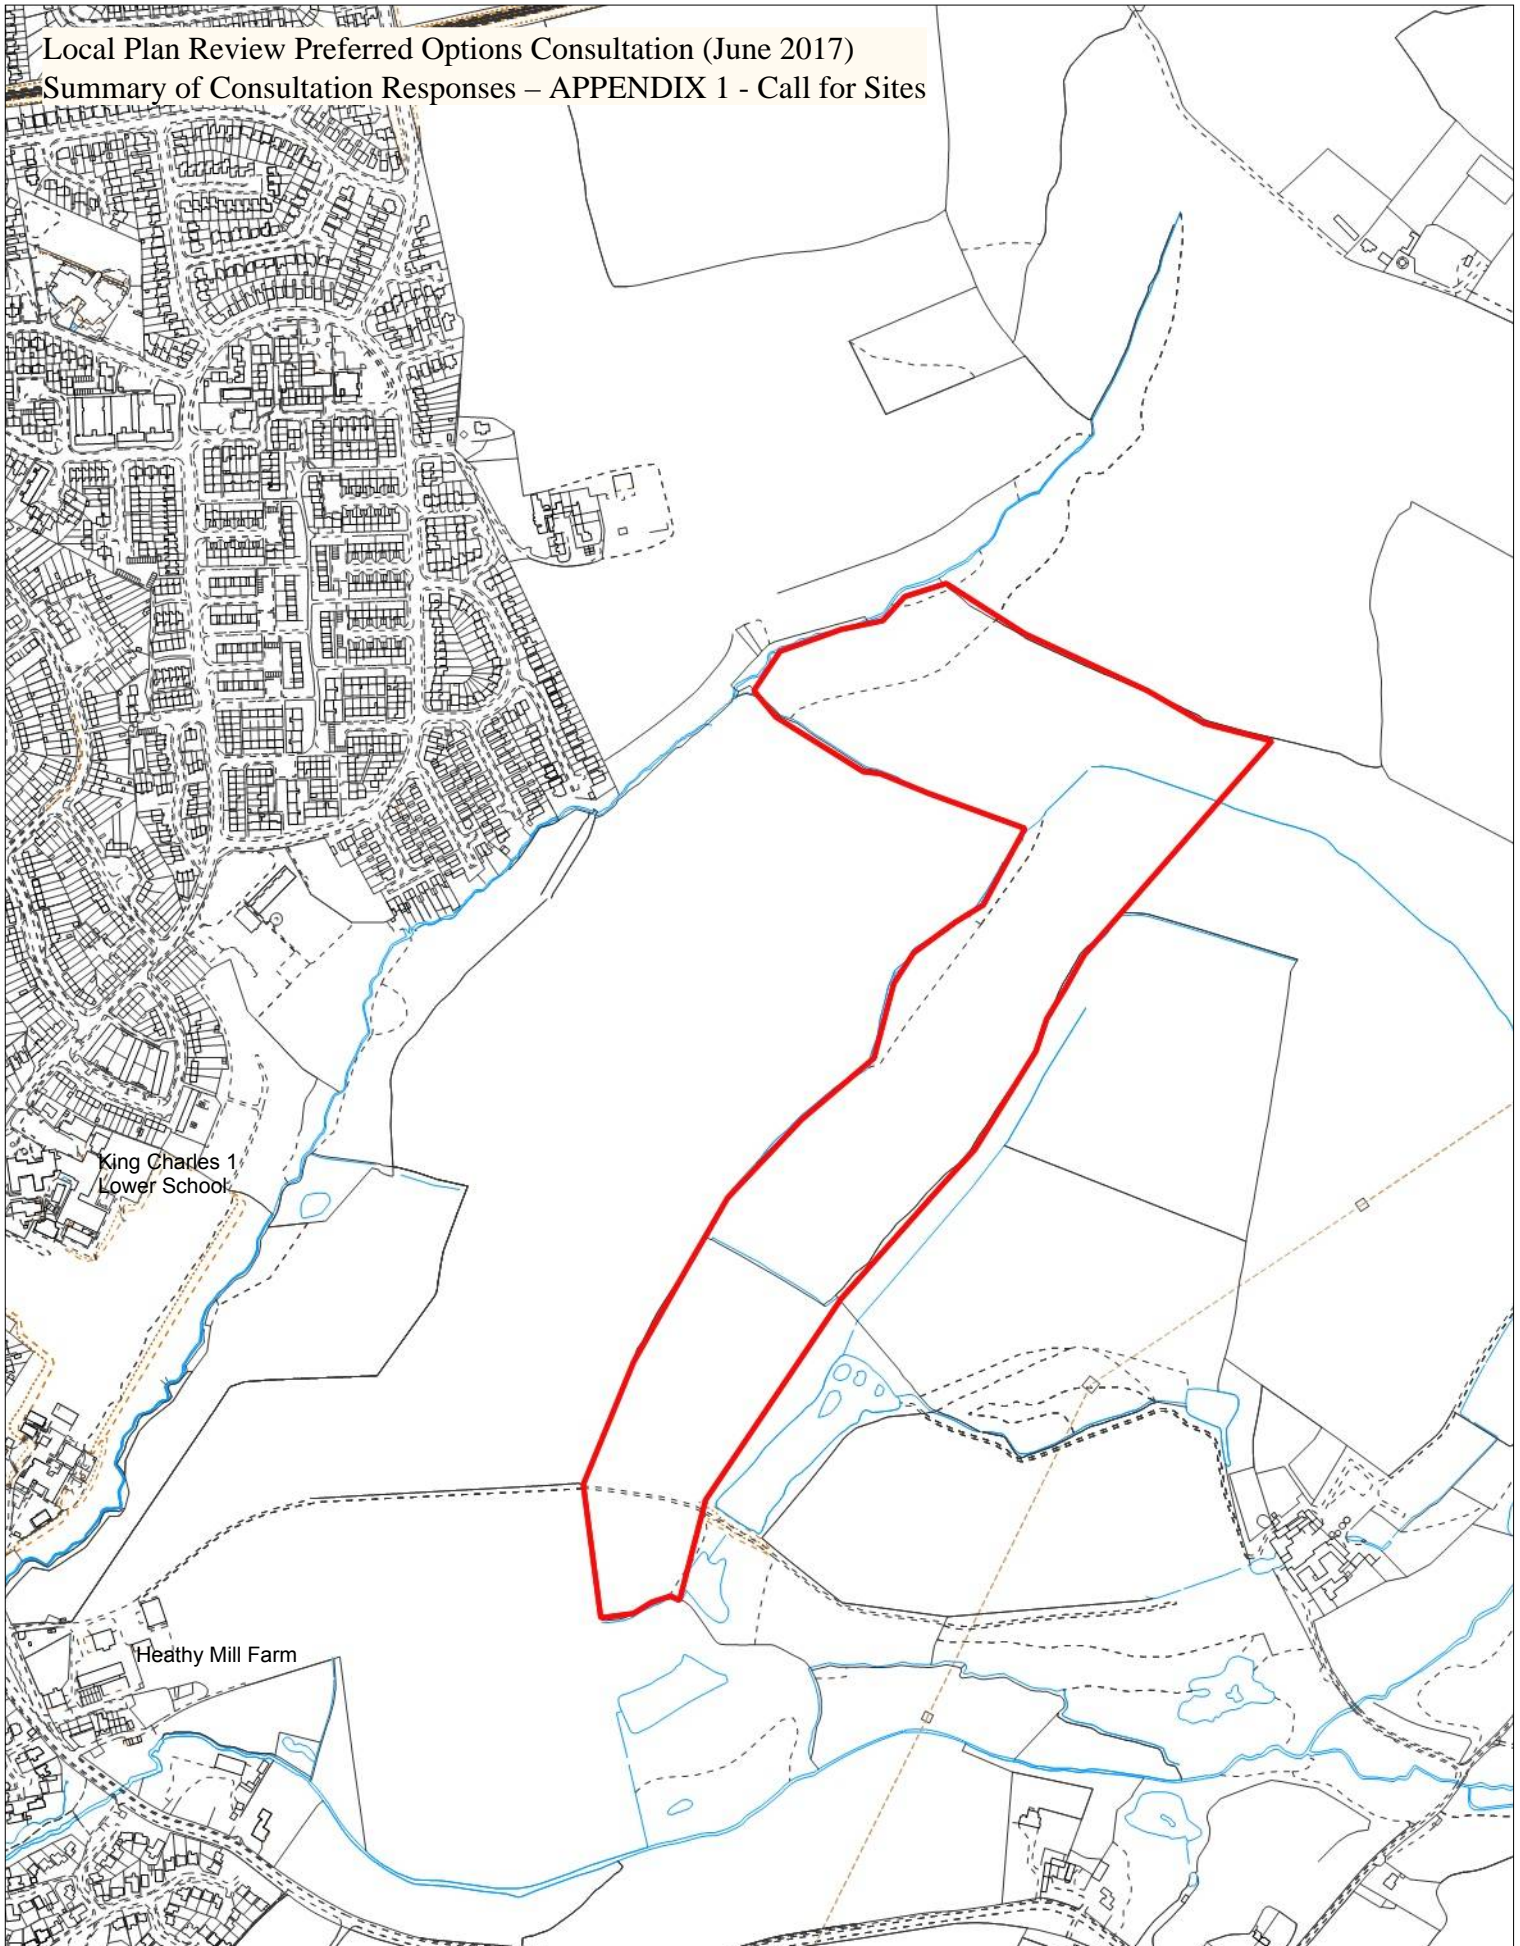 Local Plan Review Preferred Options Consultation (June 2017)
Summary of Consultation Responses – APPENDIX 1 - Call for Sites
King Charles 1
Lower School
Heathy Mill Farm